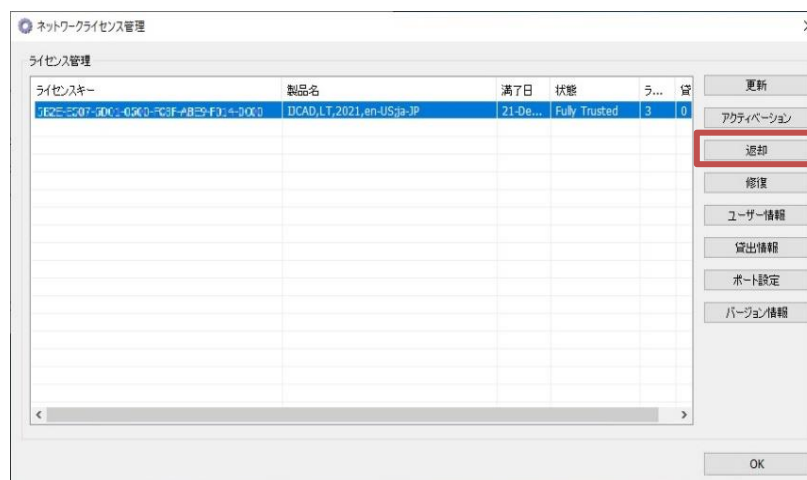 ネットワークライセンス管理
ライセンス管理
ライセンスキー 製品名 満了日 状態 ラ... 貸
IJCAD,LT,2021,en-US;ja-JP 21-De... Fully Trusted 3 0
更新
アクティベーション
返却
修復
ユーザー情報
貸出情報
ポート設定
バージョン情報
OK